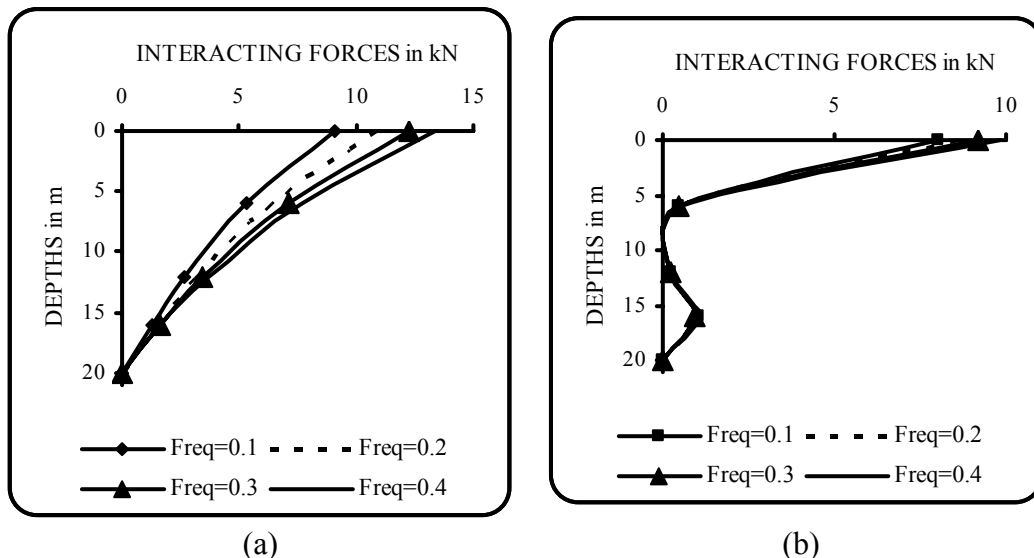 INTERACTING FORCES in kN
0 5 10 15
0
5
10
15
20
DEPTHS in m
Freq=0.1 Freq=0.2
Freq=0.3 Freq=0.4
(a)
INTERACTING FORCES in kN
0 5 10
0
5
10
15
20
DEPTHS in m
Freq=0.1 Freq=0.2
Freq=0.3 Freq=0.4
(b)